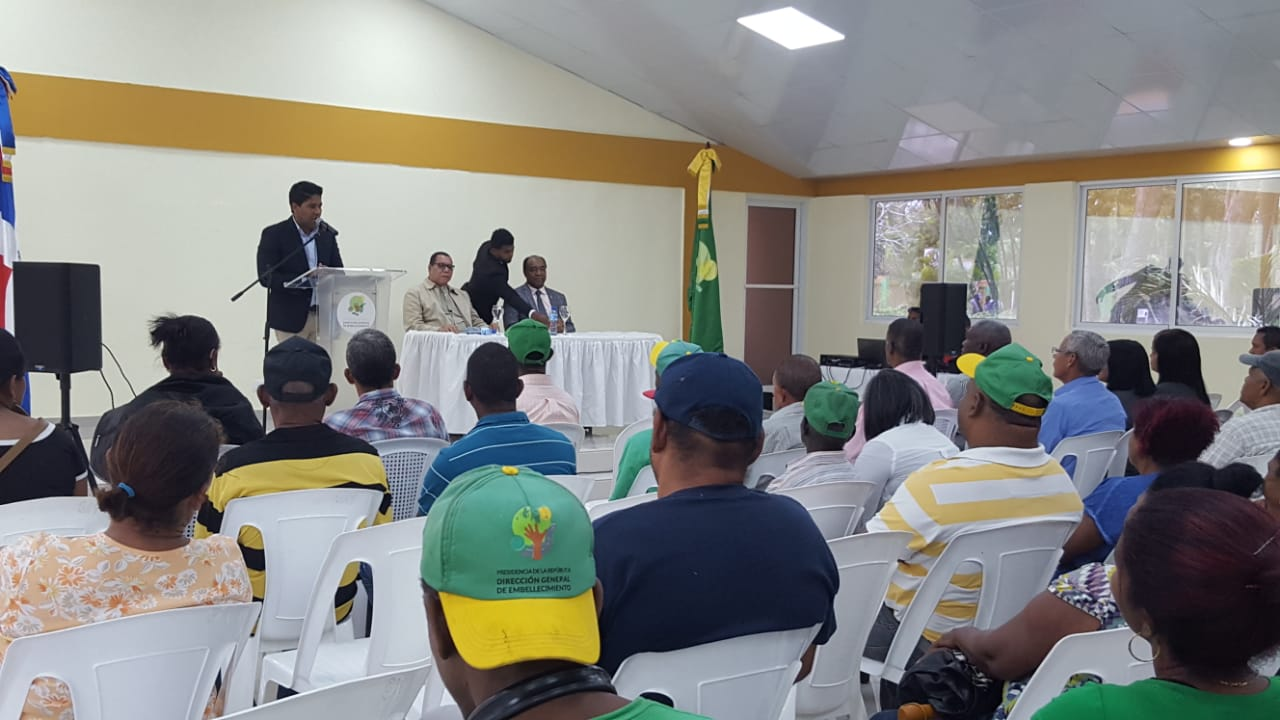 PRESIDENCIA DE LA REPÚBLICA
DIRECCIÓN GENERAL
DE EMBELLECIMIENTO